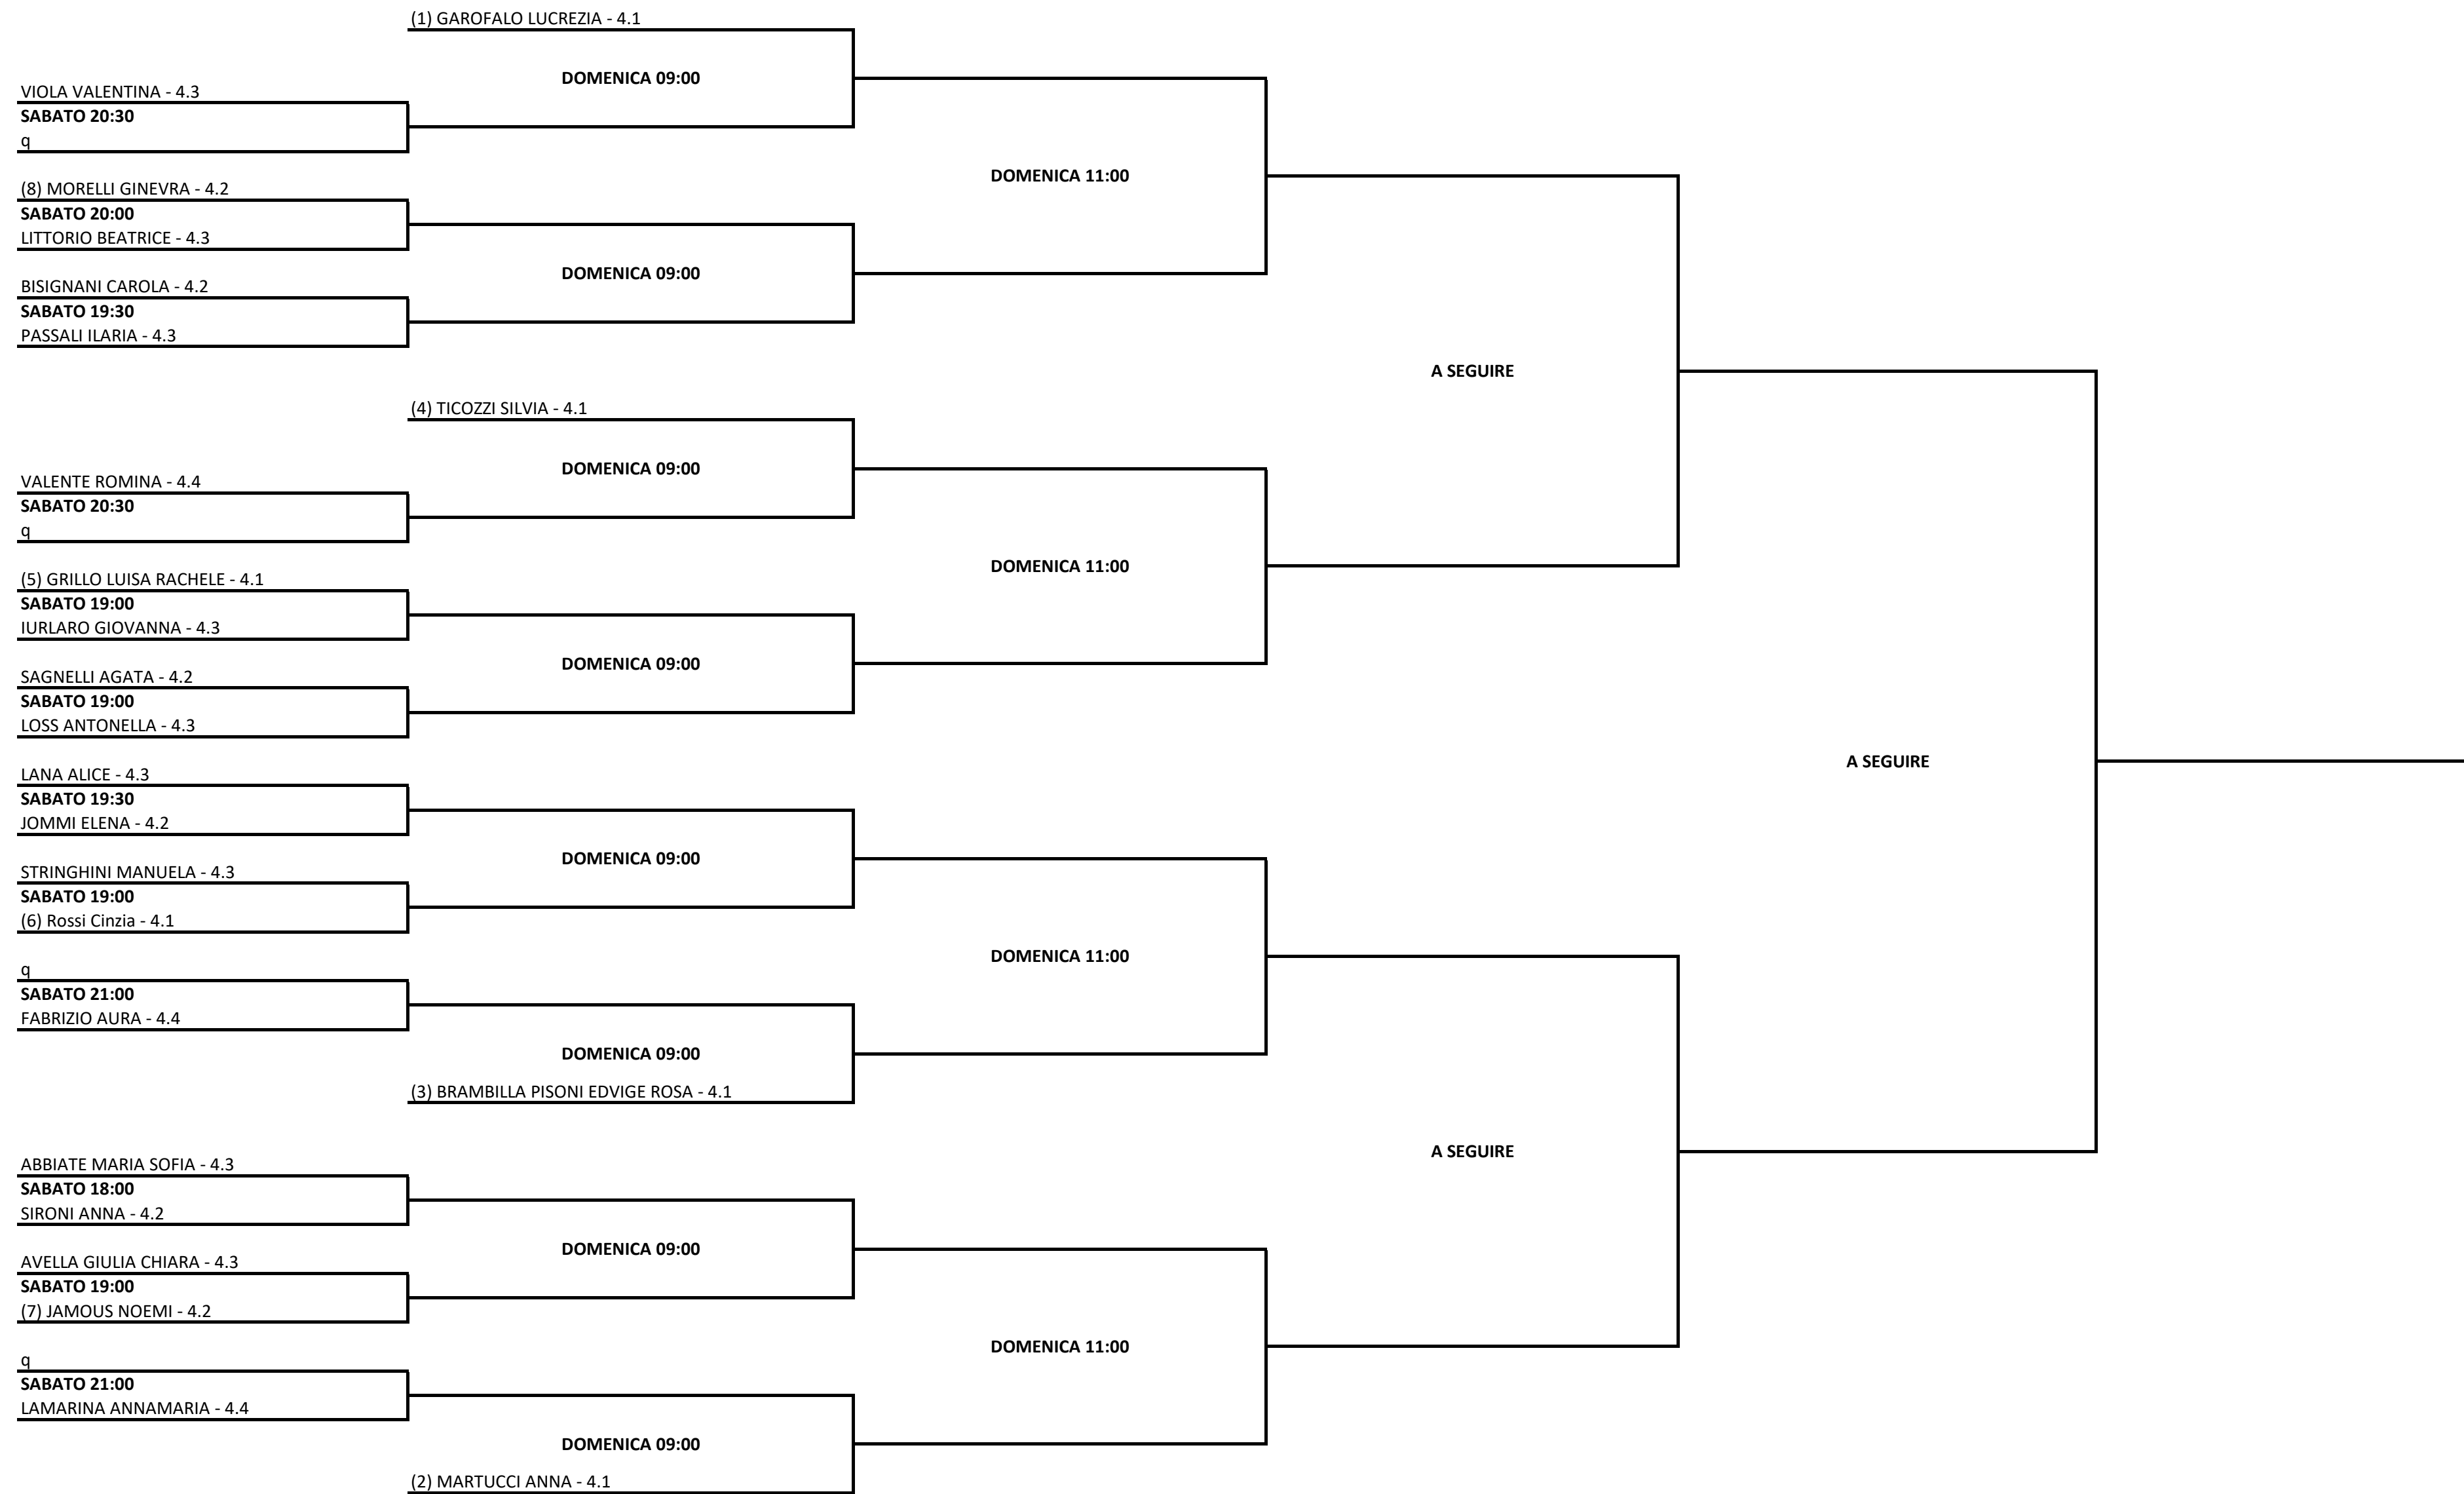 (1) GAROFALO LUCREZIA - 4.1
DOMENICA 09:00
VIOLA VALENTINA - 4.3
SABATO 20:30
q
DOMENICA 11:00
(8) MORELLI GINEVRA - 4.2
SABATO 20:00
LITTORIO BEATRICE - 4.3
DOMENICA 09:00
BISIGNANI CAROLA - 4.2
SABATO 19:30
PASSALI ILARIA - 4.3
A SEGUIRE
(4) TICOZZI SILVIA - 4.1
DOMENICA 09:00
VALENTE ROMINA - 4.4
SABATO 20:30
q
DOMENICA 11:00
(5) GRILLO LUISA RACHELE - 4.1
SABATO 19:00
IURLARO GIOVANNA - 4.3
DOMENICA 09:00
SAGNELLI AGATA - 4.2
SABATO 19:00
LOSS ANTONELLA - 4.3
A SEGUIRE
LANA ALICE - 4.3
SABATO 19:30
JOMMI ELENA - 4.2
DOMENICA 09:00
STRINGHINI MANUELA - 4.3
SABATO 19:00
(6) Rossi Cinzia - 4.1
DOMENICA 11:00
q
SABATO 21:00
FABRIZIO AURA - 4.4
DOMENICA 09:00
(3) BRAMBILLA PISONI EDVIGE ROSA - 4.1
A SEGUIRE
ABBIATE MARIA SOFIA - 4.3
SABATO 18:00
SIRONI ANNA - 4.2
DOMENICA 09:00
AVELLA GIULIA CHIARA - 4.3
SABATO 19:00
(7) JAMOUS NOEMI - 4.2
DOMENICA 11:00
q
SABATO 21:00
LAMARINA ANNAMARIA - 4.4
DOMENICA 09:00
(2) MARTUCCI ANNA - 4.1